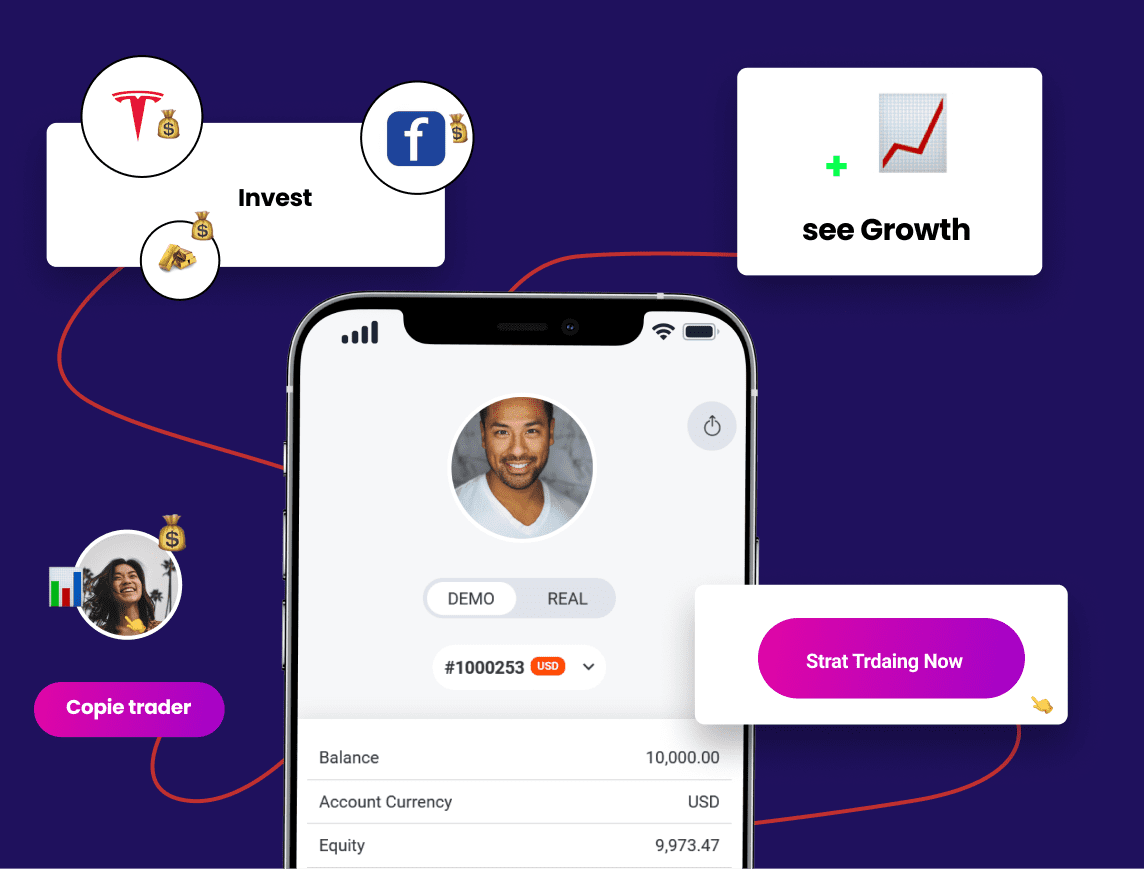 Invest
see Growth
DEMO REAL
#1000253 USD
Strat Trdaing Now
Copie trader
Balance 10,000.00
Account Currency USD
Equity 9,973.47